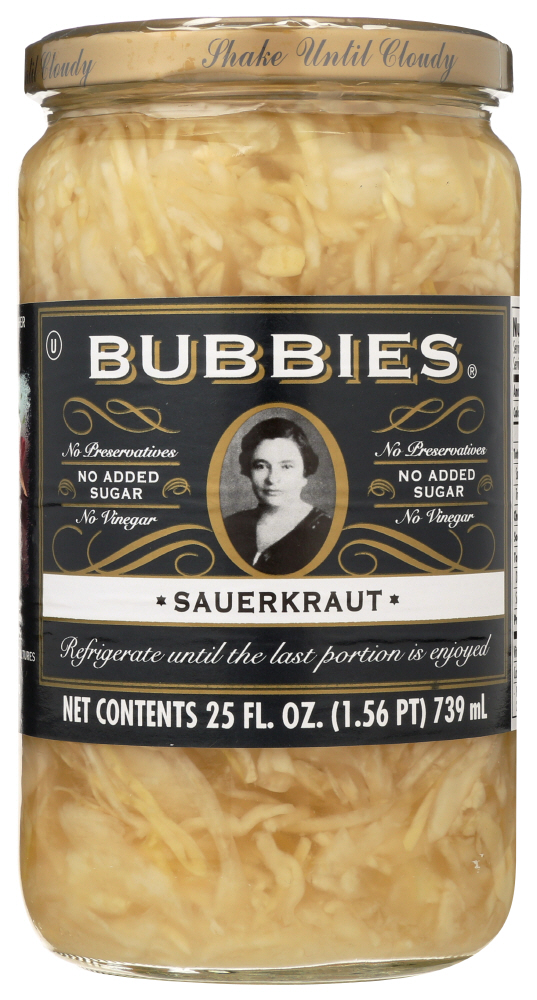 Cloudy Shake Until Cloudy
U
BUBBIES®
No Preservatives
NO ADDED
SUGAR
No Vinegar
No Preservatives
NO ADDED
SUGAR
No Vinegar
* SAUERKRAUT *
Refrigerate until the last portion is enjoyed
NET CONTENTS 25 FL. OZ. (1.56 PT) 739 mL